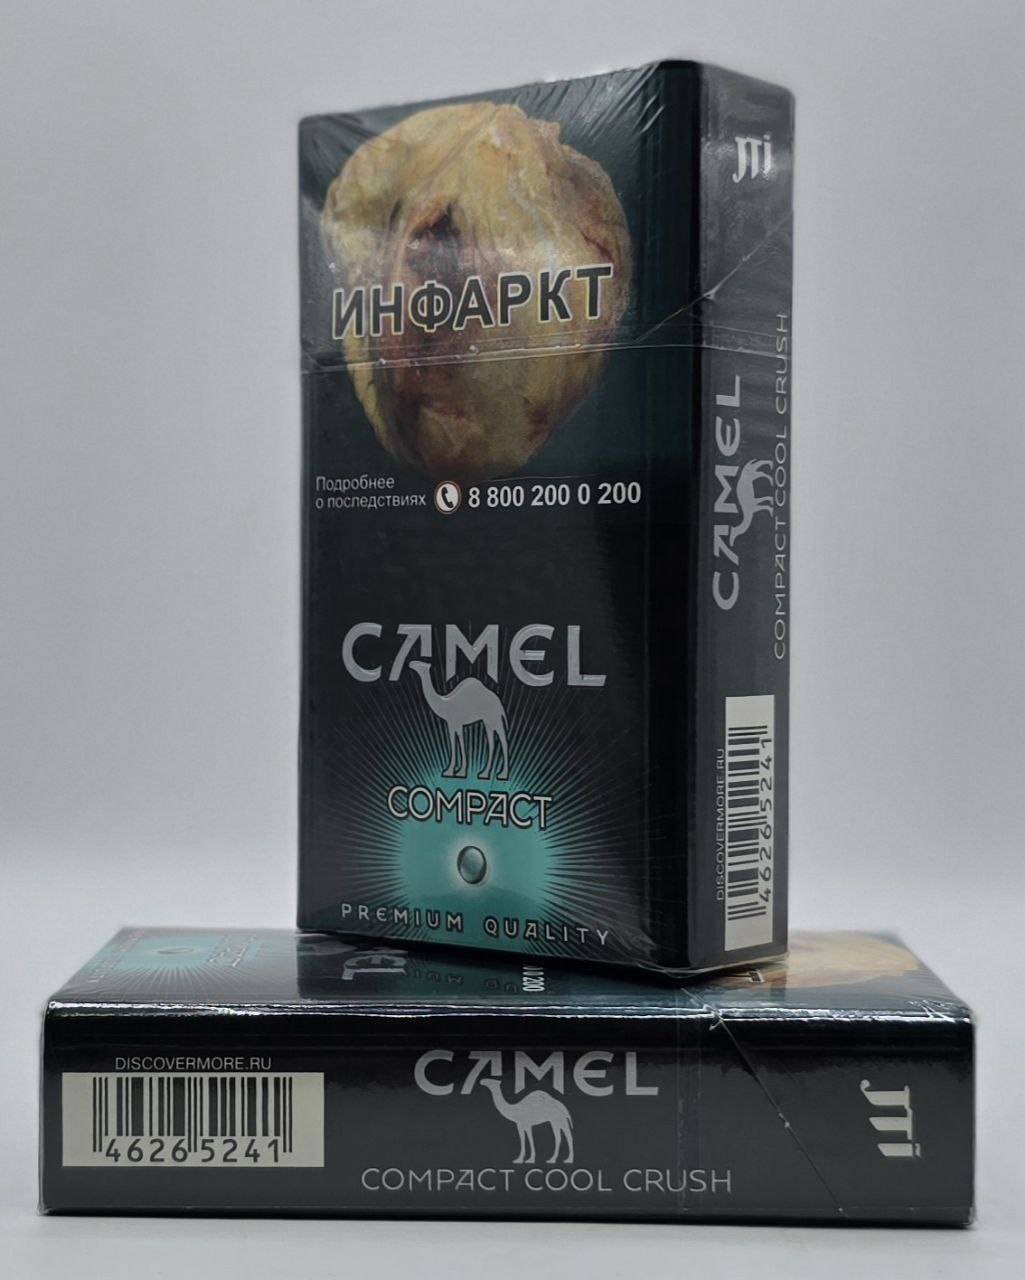 ИНФАРКТ
Подробнее
о последствиях 8 800 200 0 200
CAMEL
COMPACT
PREMIUM QUALITY
JTi
CAMEL
COMPACT COOL CRUSH
DISCOVERMORE.RU
4626 5241
DISCOVERMORE.RU
4626 5241
CAMEL
COMPACT COOL CRUSH
JTi